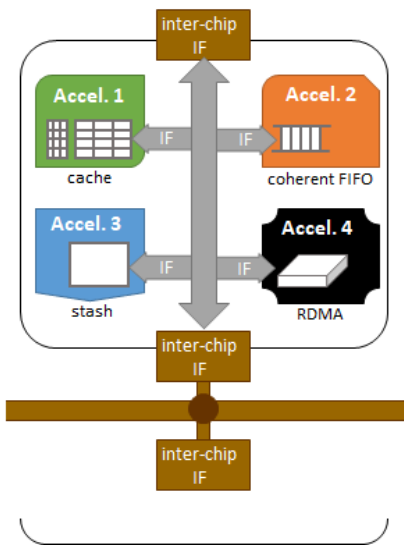 inter-chip
IF
Accel. 1
Accel. 2
IF
IF
cache
coherent FIFO
Accel. 3
Accel. 4
IF
IF
stash
RDMA
inter-chip
IF
inter-chip
IF